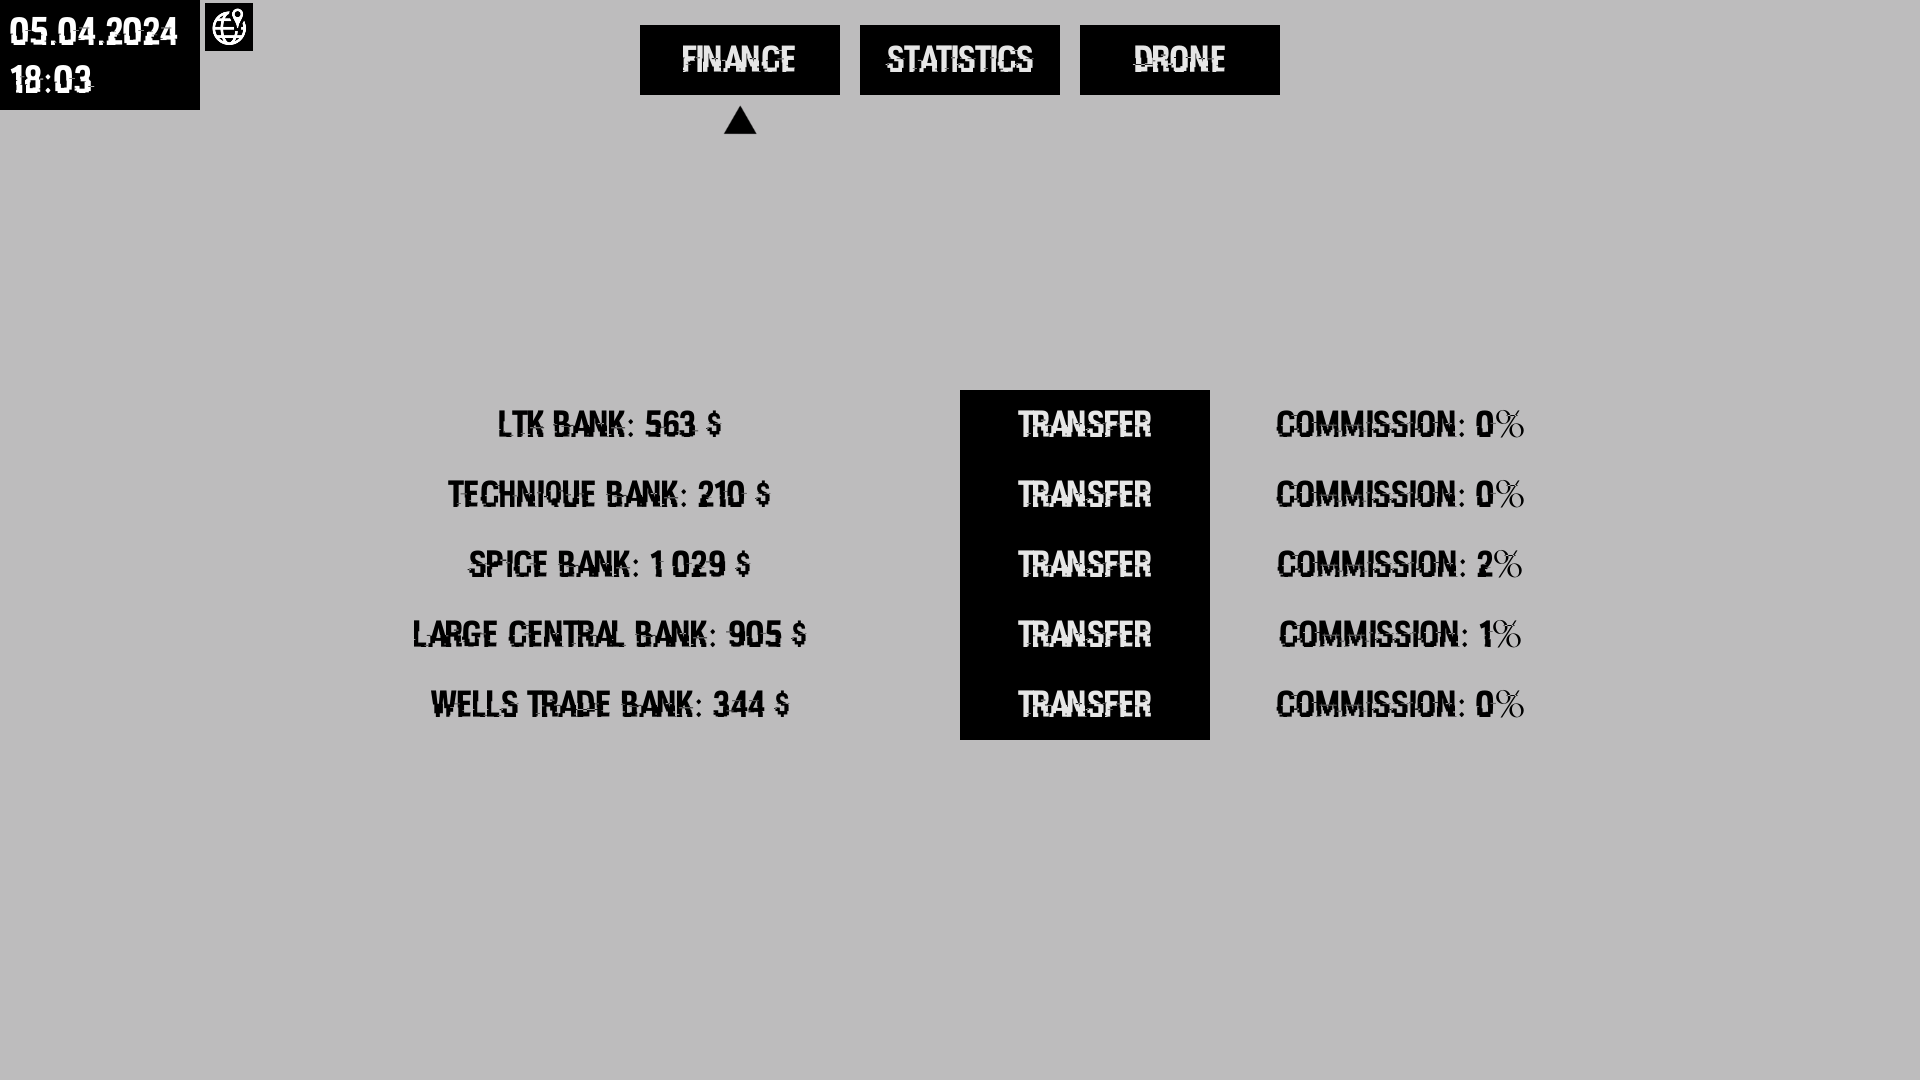 05.04.2024
18:03
FINANCE STATISTICS DRONE
LTK BANK: 563 $ TRANSFER COMMISSION: 0%
TECHNIQUE BANK: 210 $ TRANSFER COMMISSION: 0%
SPICE BANK: 1 029 $ TRANSFER COMMISSION: 2%
LARGE CENTRAL BANK: 905 $ TRANSFER COMMISSION: 1%
WELLS TRADE BANK: 344 $ TRANSFER COMMISSION: 0%